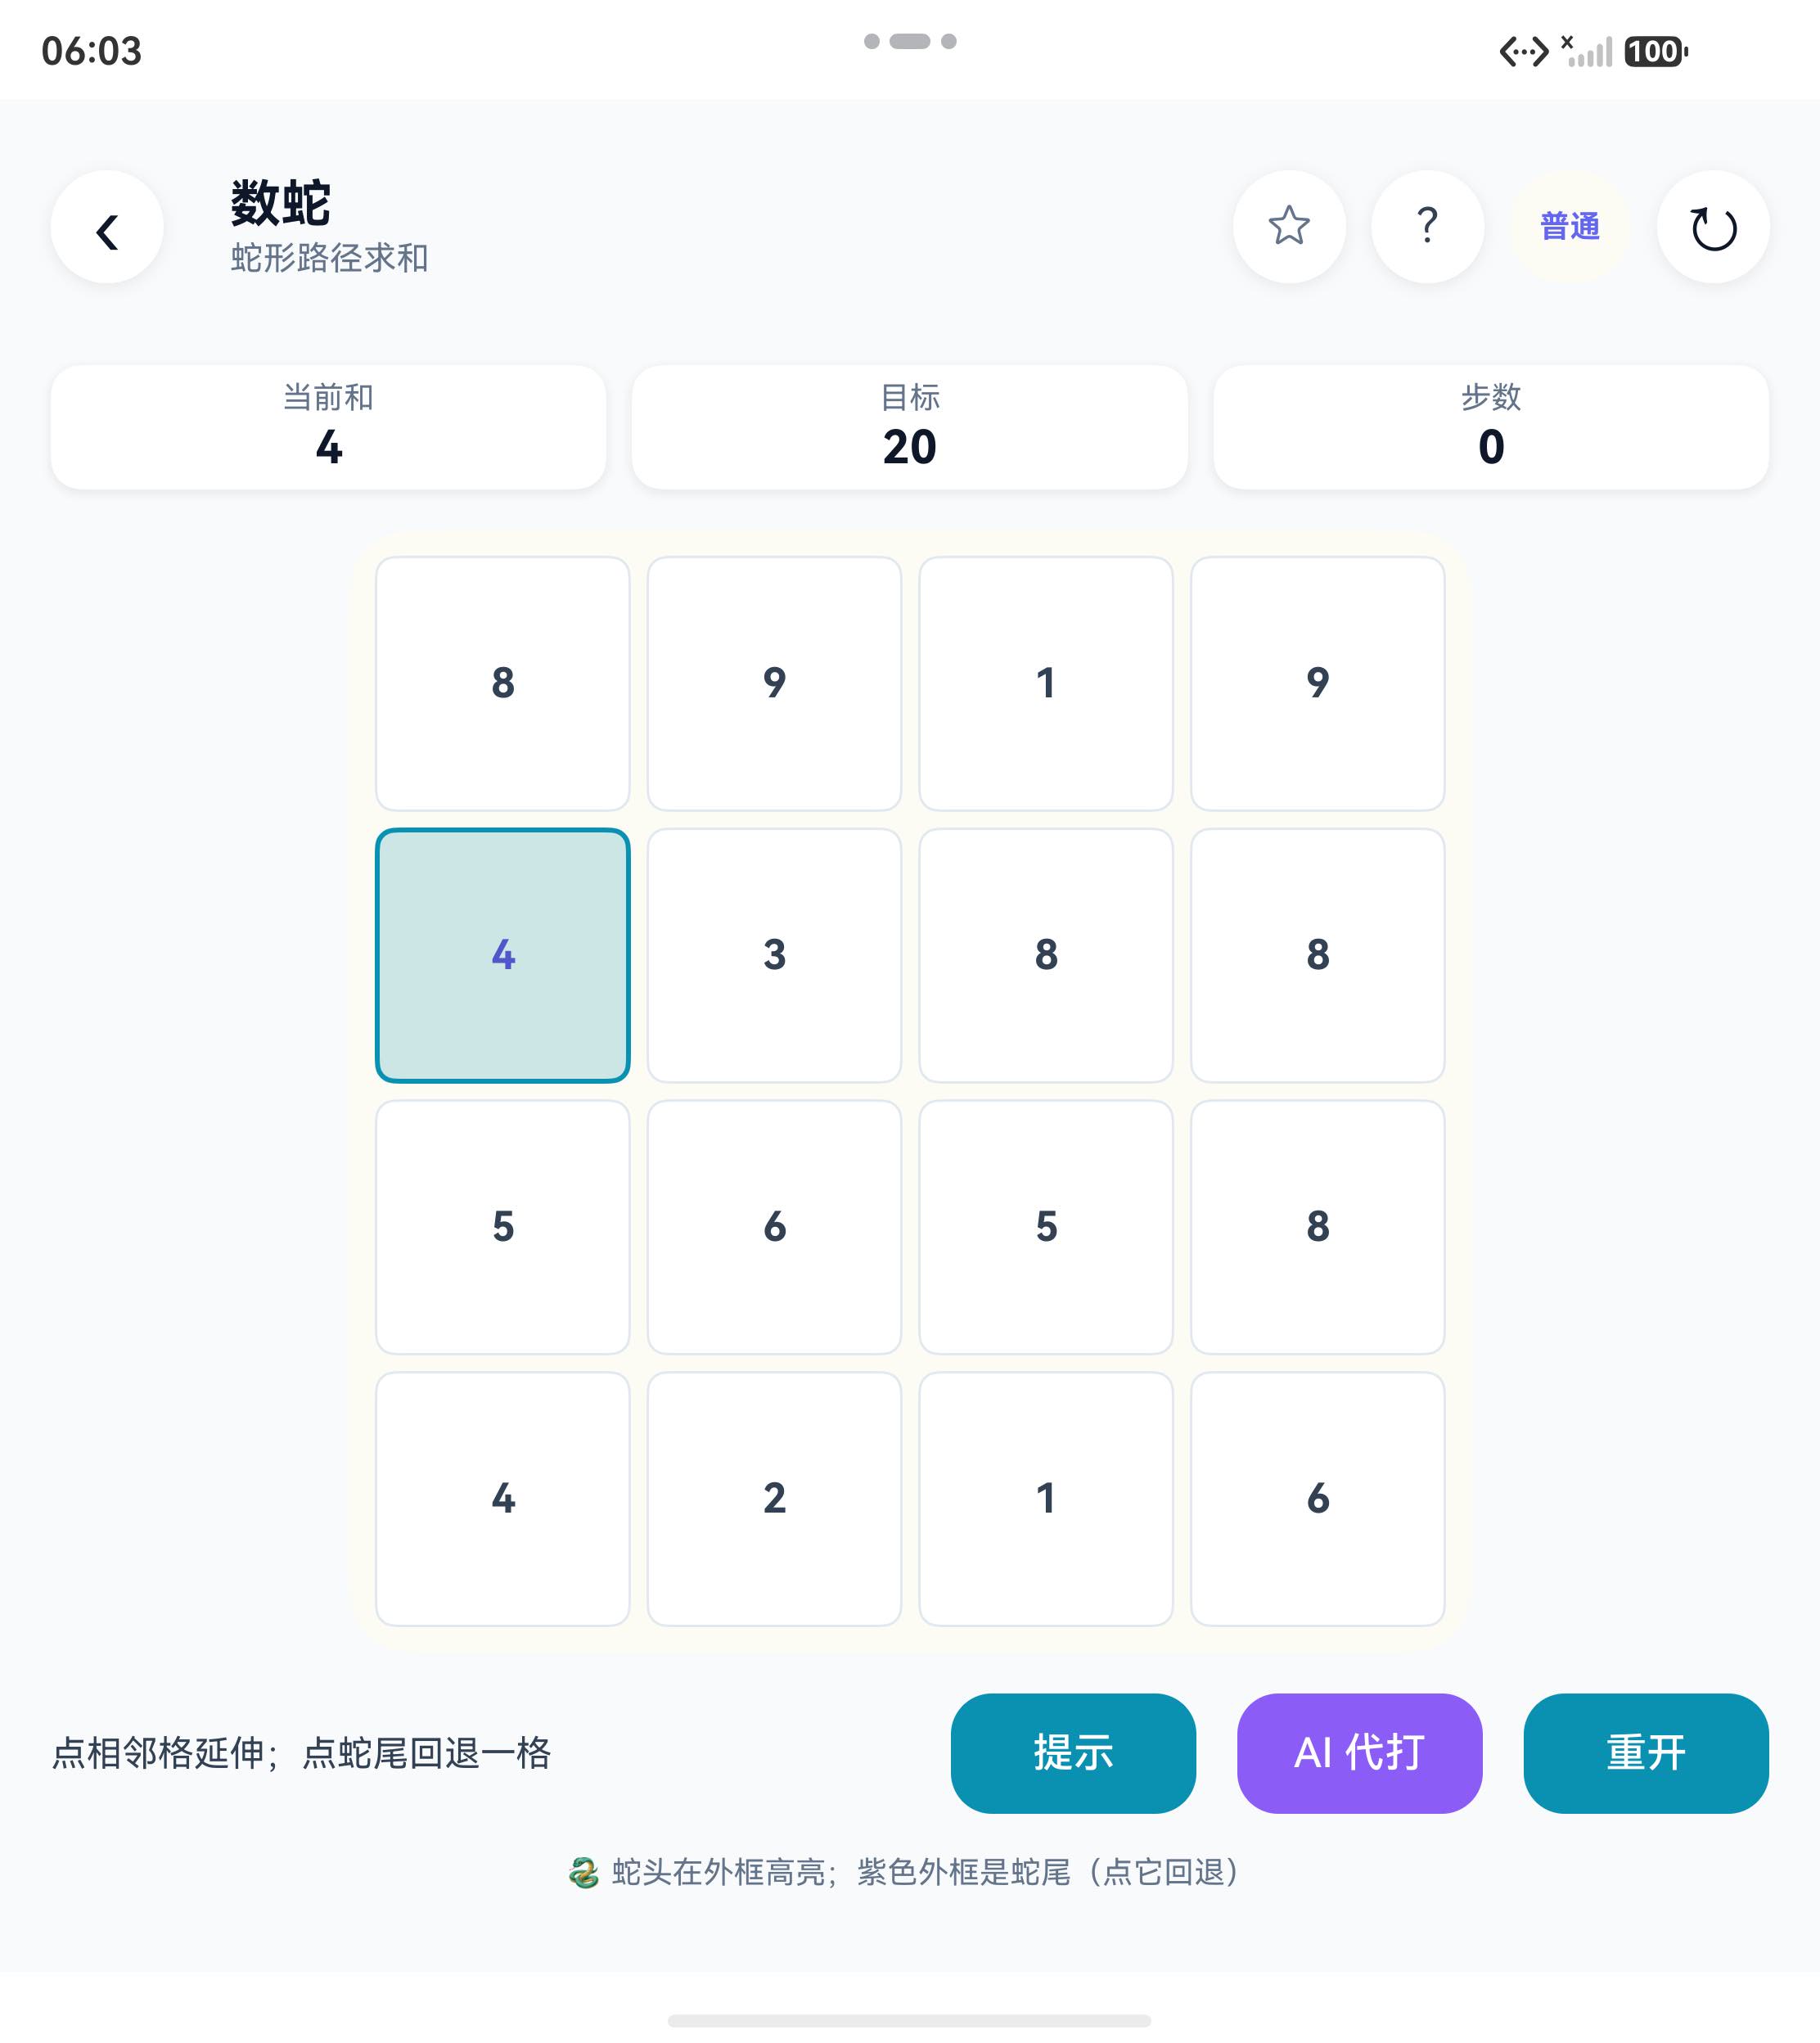 06:03
100
数蛇
蛇形路径求和
?
普通
当前和
4
目标
20
步数
0
8 9 1 9
4 3 8 8
5 6 5 8
4 2 1 6
点相邻格延伸；点蛇尾回退一格
提示
AI 代打
重开
🐍 蛇头在外框高亮；紫色外框是蛇尾（点它回退）